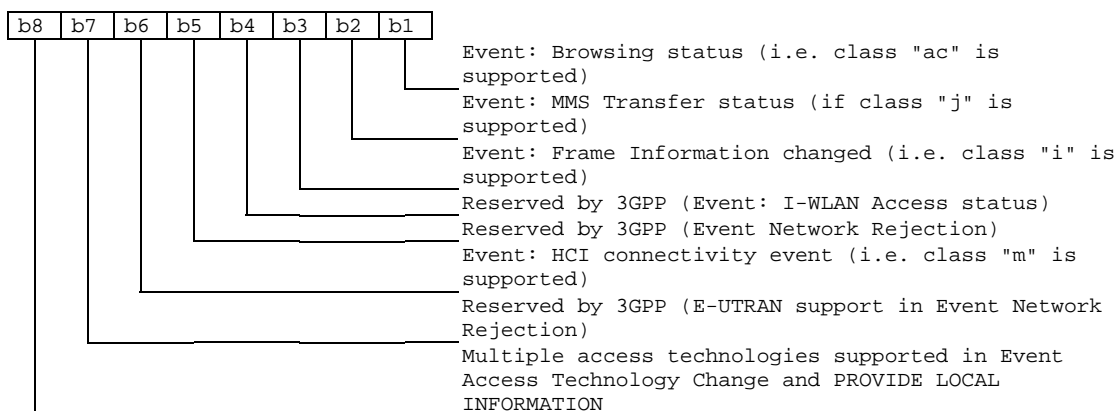 b8 b7 b6 b5 b4 b3 b2 b1
Event: Browsing status (i.e. class "ac" is
supported)
Event: MMS Transfer status (if class "j" is
supported)
Event: Frame Information changed (i.e. class "i" is
supported)
Reserved by 3GPP (Event: I-WLAN Access status)
Reserved by 3GPP (Event Network Rejection)
Event: HCI connectivity event (i.e. class "m" is
supported)
Reserved by 3GPP (E-UTRAN support in Event Network
Rejection)
Multiple access technologies supported in Event
Access Technology Change and PROVIDE LOCAL
INFORMATION